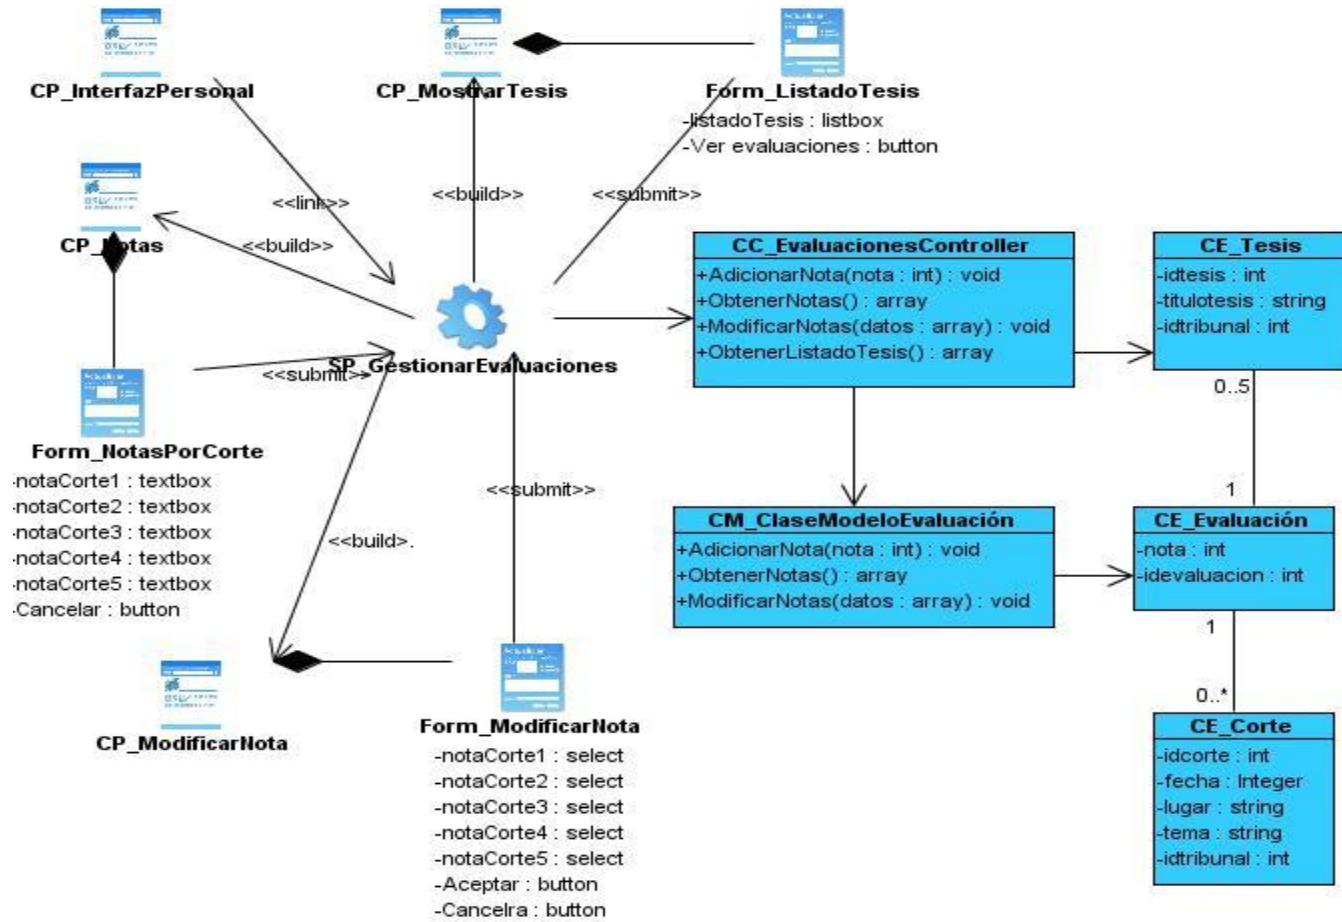 CP_InterfazPersonal
CP_MostrarTesis
Form_ListadoTesis
-listadoTesis : listbox
-Ver evaluaciones : button
<<link>>
<<build>>
<<submit>>
CP_Notas
<<build>>
CC_EvaluacionesController
+AdicionarNota(nota : int) : void
+ObtenerNotas() : array
+ModificarNotas(datos : array) : void
+ObtenerListadoTesis() : array
CE_Tesis
-idtesis : int
-titulotesis : string
-idtribunal : int
SP_GestionarEvaluaciones
<<submit>>
0..5
1
Form_NotasPorCorte
-notaCorte1 : textbox
-notaCorte2 : textbox
-notaCorte3 : textbox
-notaCorte4 : textbox
-notaCorte5 : textbox
-Cancelar : button
<<submit>>
<<build>.
CM_ClaseModeloEvaluación
+AdicionarNota(nota : int) : void
+ObtenerNotas() : array
+ModificarNotas(datos : array) : void
CE_Evaluación
-nota : int
-idevaluacion : int
1
0..*
CP_ModificarNota
Form_ModificarNota
-notaCorte1 : select
-notaCorte2 : select
-notaCorte3 : select
-notaCorte4 : select
-notaCorte5 : select
-Aceptar : button
-Cancelra : button
CE_Corte
-idcorte : int
-fecha : Integer
-lugar : string
-tema : string
-idtribunal : int